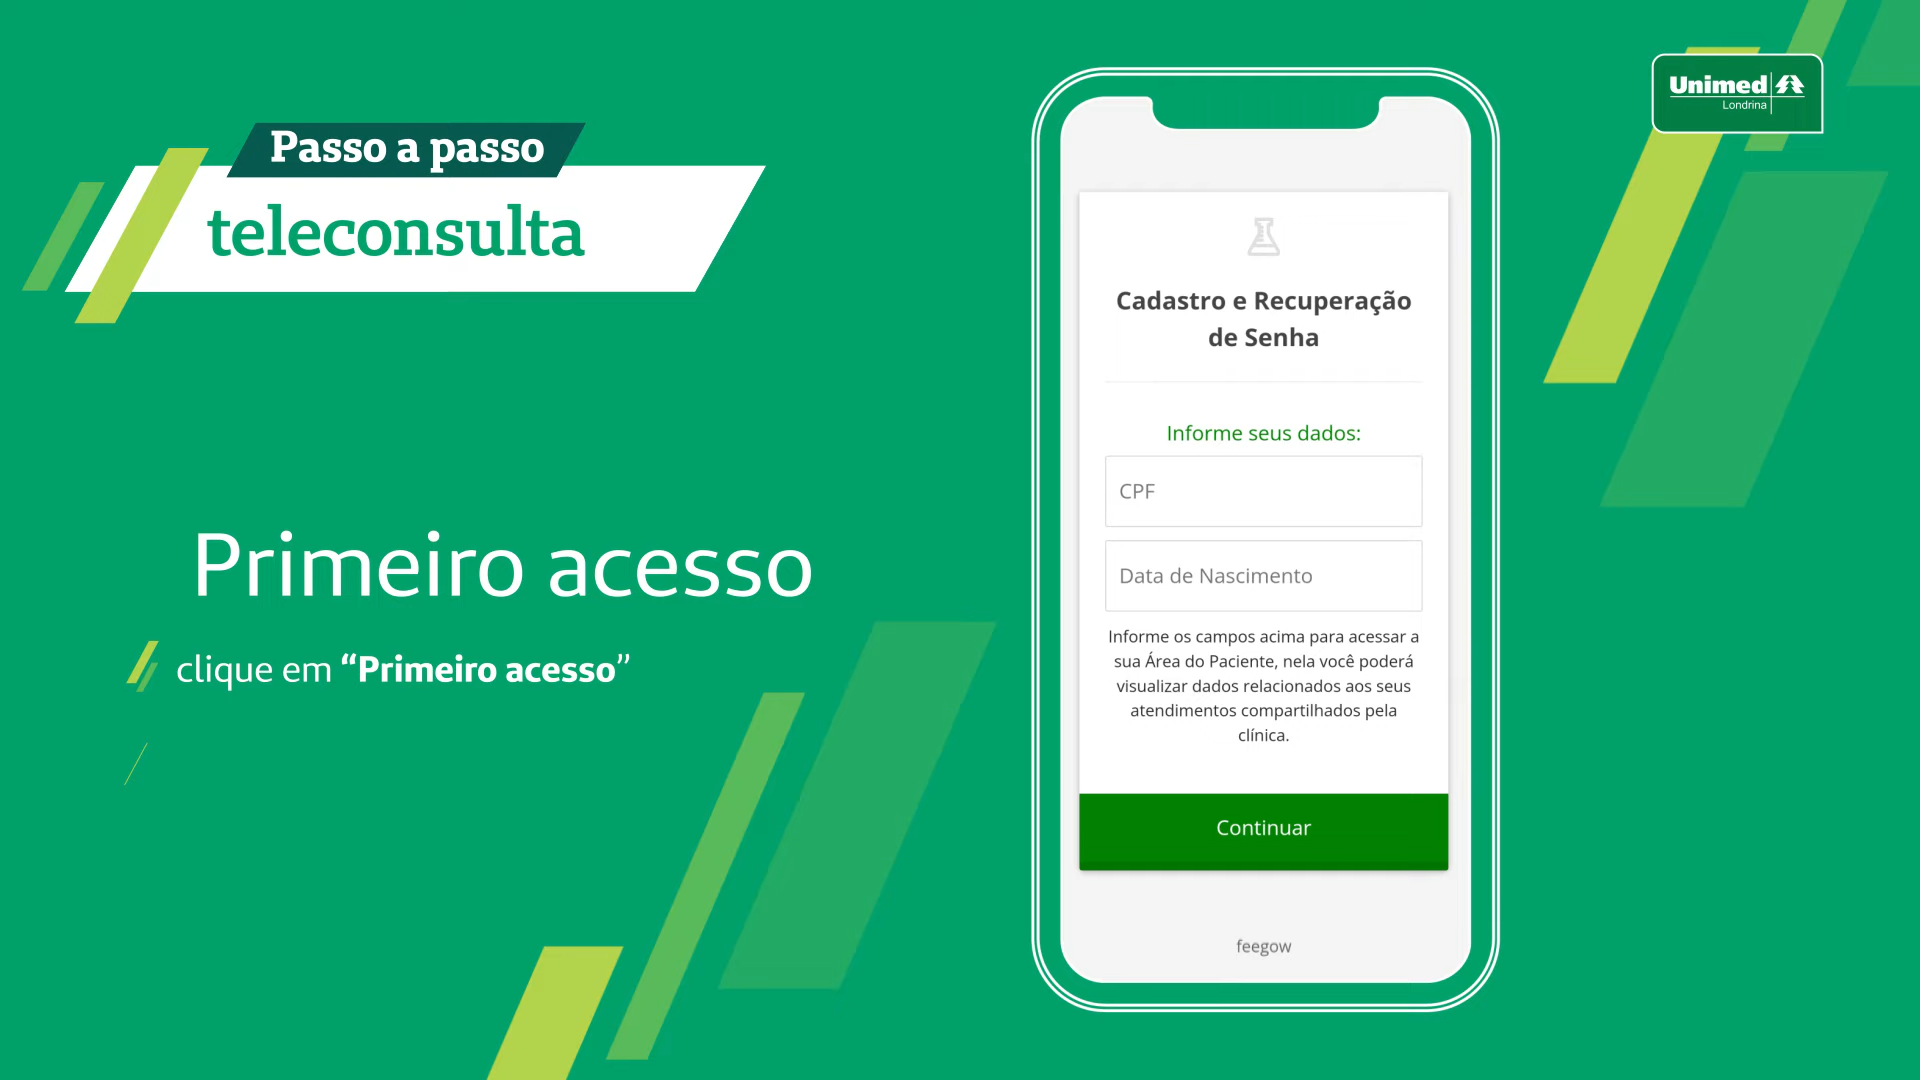 Passo a passo
teleconsulta
Primeiro acesso
clique em “Primeiro acesso”
Unimed
Londrina
Cadastro e Recuperação
de Senha
Informe seus dados:
CPF
Data de Nascimento
Informe os campos acima para acessar a
sua Área do Paciente, nela você poderá
visualizar dados relacionados aos seus
atendimentos compartilhados pela
clínica.
Continuar
feegow